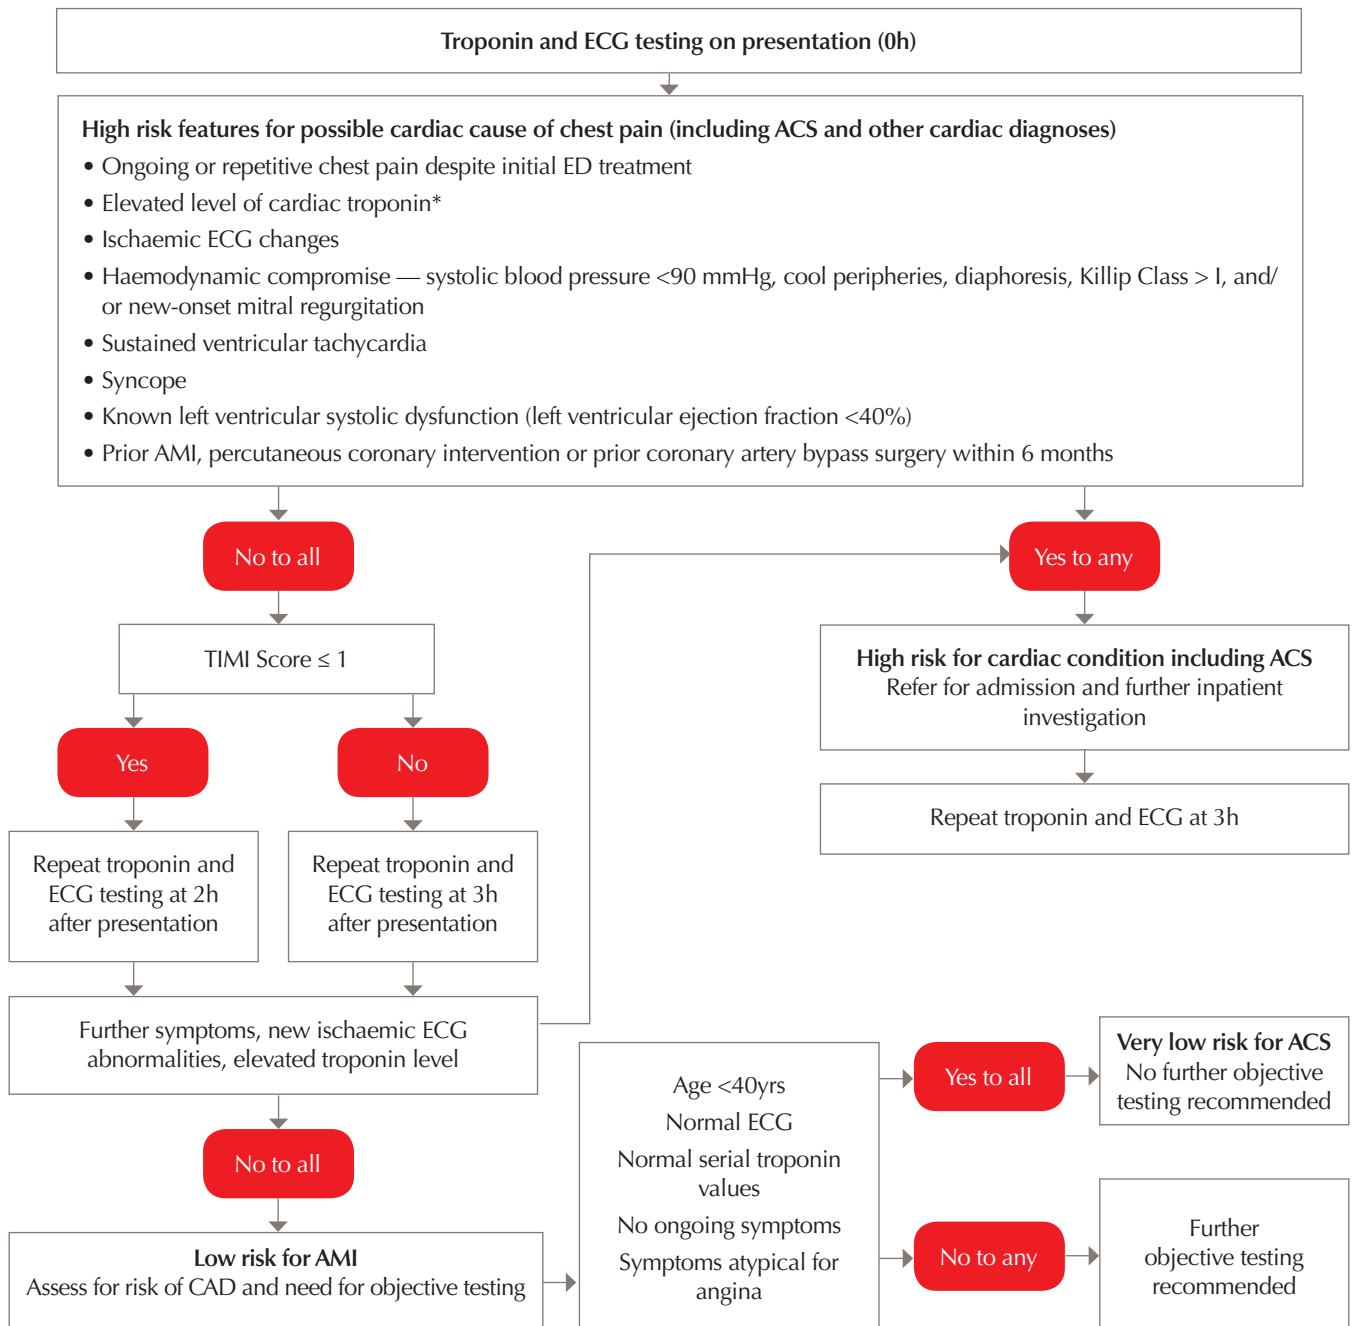 Troponin and ECG testing on presentation (0h)
High risk features for possible cardiac cause of chest pain (including ACS and other cardiac diagnoses)
• Ongoing or repetitive chest pain despite initial ED treatment
• Elevated level of cardiac troponin*
• Ischaemic ECG changes
• Haemodynamic compromise — systolic blood pressure <90 mmHg, cool peripheries, diaphoresis, Killip Class > I, and/
or new-onset mitral regurgitation
• Sustained ventricular tachycardia
• Syncope
• Known left ventricular systolic dysfunction (left ventricular ejection fraction <40%)
• Prior AMI, percutaneous coronary intervention or prior coronary artery bypass surgery within 6 months
No to all
Yes to any
TIMI Score ≤ 1
High risk for cardiac condition including ACS
Refer for admission and further inpatient
investigation
Yes
No
Repeat troponin and ECG at 3h
Repeat troponin and
ECG testing at 2h
after presentation
Repeat troponin and
ECG testing at 3h
after presentation
Further symptoms, new ischaemic ECG
abnormalities, elevated troponin level
No to all
Low risk for AMI
Assess for risk of CAD and need for objective testing
Age <40yrs
Normal ECG
Normal serial troponin
values
No ongoing symptoms
Symptoms atypical for
angina
Yes to all
Very low risk for ACS
No further objective
testing recommended
No to any
Further
objective testing
recommended